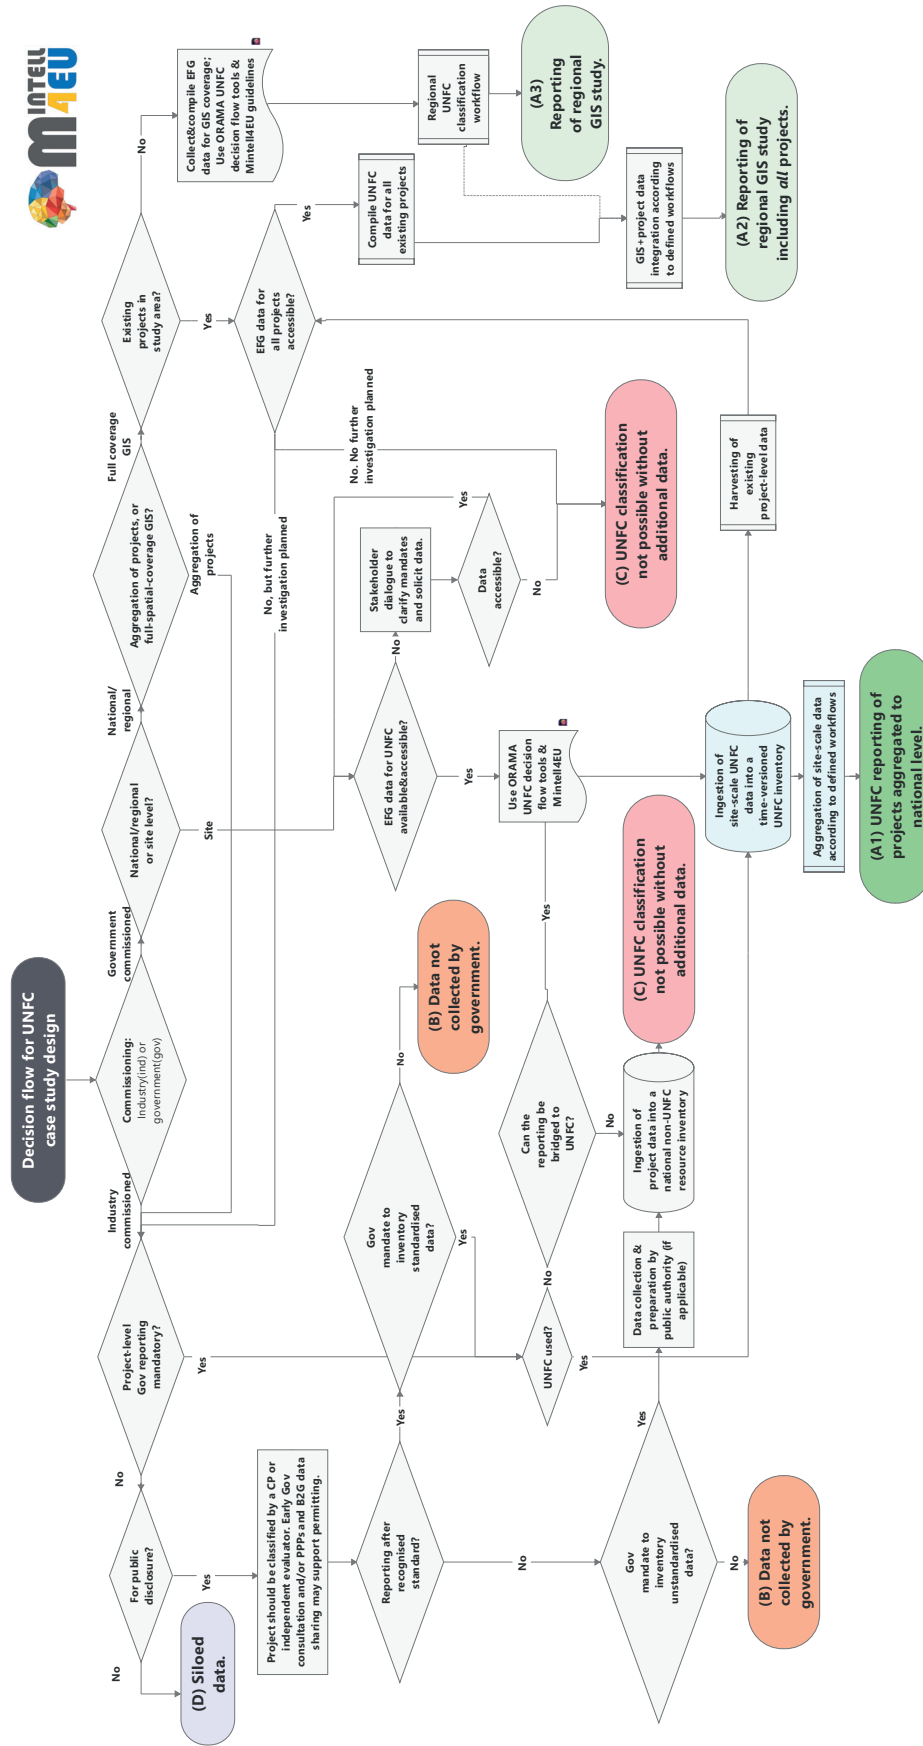 MINTELL
M4EU
Decision flow for UNFC
case study design
Commissioning:
Industry(ind) or
government(gov)
Industry
commissioned
Government
commissioned
National/regional
or site level?
National/
regional
Site
Aggregation of projects, or
full-spatial-coverage GIS?
Aggregation of
projects
Full coverage
GIS
Existing
projects in
study area?
No
Yes
Collect&compile EFG
data for GIS coverage;
Use ORAMA UNFC
decision flow tools &
Mintell4EU guidelines
EFG data for
all projects
accessible?
Yes
No, but further
investigation planned
No. No further
investigation planned
Compile UNFC
data for all
existing projects
Regional
UNFC
classification
workflow
(A3)
Reporting
of regional
GIS study.
GIS+project data
integration according
to defined workflows
(A2) Reporting of
regional GIS study
including all projects.
Project-level
Gov reporting
mandatory?
No
Yes
For public
disclosure?
No
Yes
(D) Siloed
data.
Project should be classified by a CP or
independent evaluator. Early Gov
consultation and/or PPPs and B2G data
sharing may support permitting.
Reporting after
recognised
standard?
Yes
No
Gov
mandate to
inventory
standardised
data?
No
Yes
(B) Data not
collected by
government.
EFG data for UNFC
available&accessible?
No
Yes
Stakeholder
dialogue to
clarify mandates
and solicit data.
Data
accessible?
Yes
No
(C) UNFC classification
not possible without
additional data.
Use ORAMA
UNFC decision
flow tools &
Mintell4EU
Yes
Can the
reporting be
bridged to
UNFC?
No
No
UNFC used?
Yes
Gov
mandate to
inventory
unstandardised
data?
Yes
No
(B) Data not
collected by
government.
Data collection &
preparation by
public authority (if
applicable)
Ingestion of
project data into a
national non-UNFC
resource inventory
(C) UNFC classification
not possible without
additional data.
Ingestion of
site-scale UNFC
data into a
time-versioned
UNFC inventory
Harvesting of
existing
project-level data
Aggregation of site-scale data
according to defined workflows
(A1) UNFC reporting of
projects aggregated to
national level.